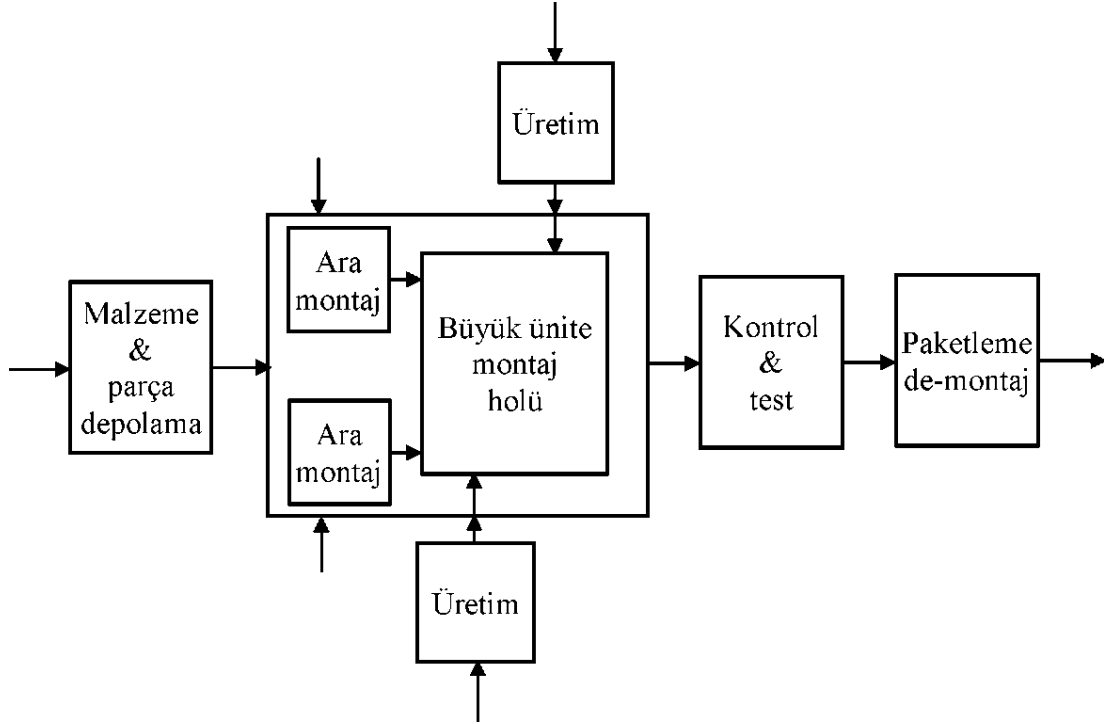 Üretim
Ara
montaj
Malzeme
&
parça
depolama
Büyük ünite
montaj
holü
Kontrol
&
test
Paketleme
de-montaj
Ara
montaj
Üretim